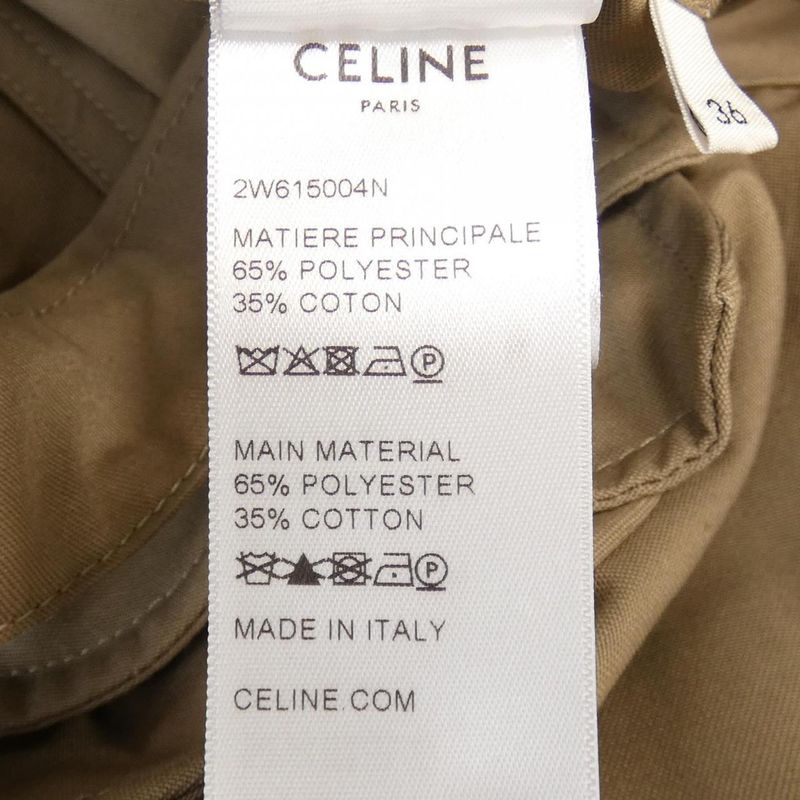 CELINE
PARIS
36
2W615004N
MATIERE PRINCIPALE
65% POLYESTER
35% COTON
P
MAIN MATERIAL
65% POLYESTER
35% COTTON
P
MADE IN ITALY
CELINE.COM